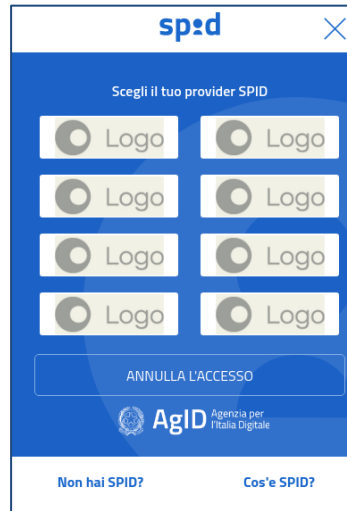 spid
Scegli il tuo provider SPID
Logo Logo
Logo Logo
Logo Logo
Logo Logo
ANNULLA L'ACCESSO
AgID Agenzia per
l'Italia Digitale
Non hai SPID? Cos'e SPID?